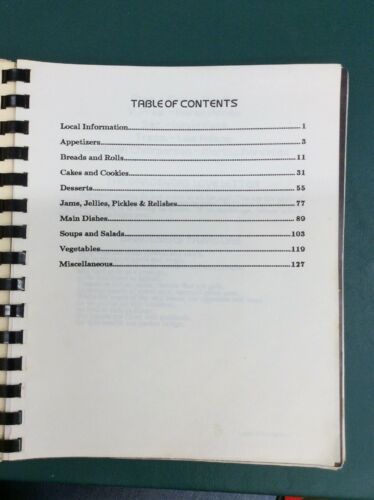 TABLE OF CONTENTS
Local Information 1
Appetizers 3
Breads and Rolls 11
Cakes and Cookies 31
Desserts 55
Jams, Jellies, Pickles & Relishes 77
Main Dishes 89
Soups and Salads 103
Vegetables 119
Miscellaneous 127